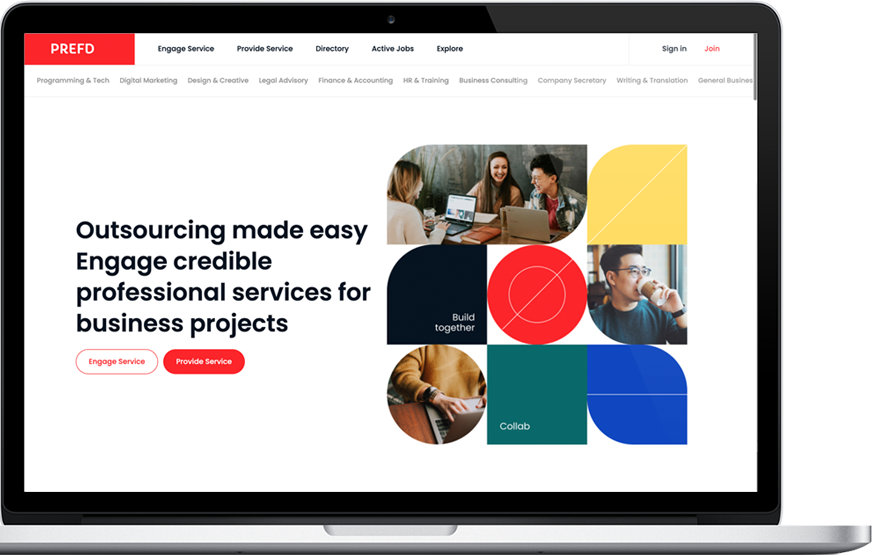 PREFD Engage Service Provide Service Directory Active Jobs Explore Sign in Join
Programming & Tech Digital Marketing Design & Creative Legal Advisory Finance & Accounting HR & Training Business Consulting Company Secretary Writing & Translation General Busines
Outsourcing made easy
Engage credible
professional services for
business projects
Engage Service Provide Service
Build
together
Collab